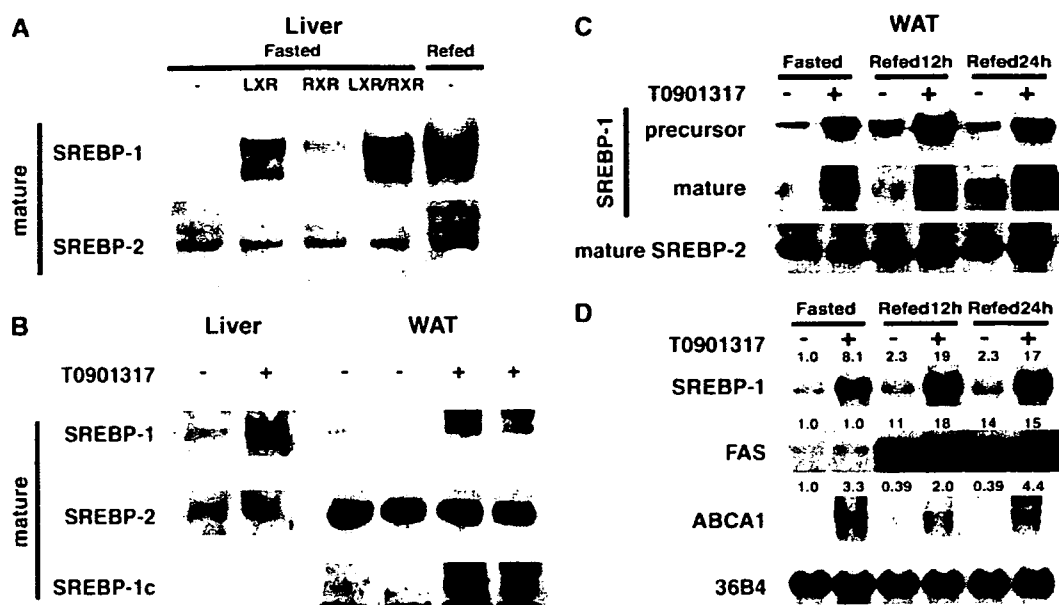 A
Liver
Fasted Refed
- LXR RXR LXR/RXR -
mature
SREBP-1
SREBP-2
B
Liver WAT
T0901317 - + - - + +
mature
SREBP-1
SREBP-2
SREBP-1c
C
WAT
Fasted Refed12h Refed24h
T0901317 - + - + - +
SREBP-1
precursor
mature
mature SREBP-2
D
Fasted Refed12h Refed24h
T0901317 - + - + - +
1.0 8.1 2.3 19 2.3 17
SREBP-1
1.0 1.0 11 18 14 15
FAS
1.0 3.3 0.39 2.0 0.39 4.4
ABCA1
36B4